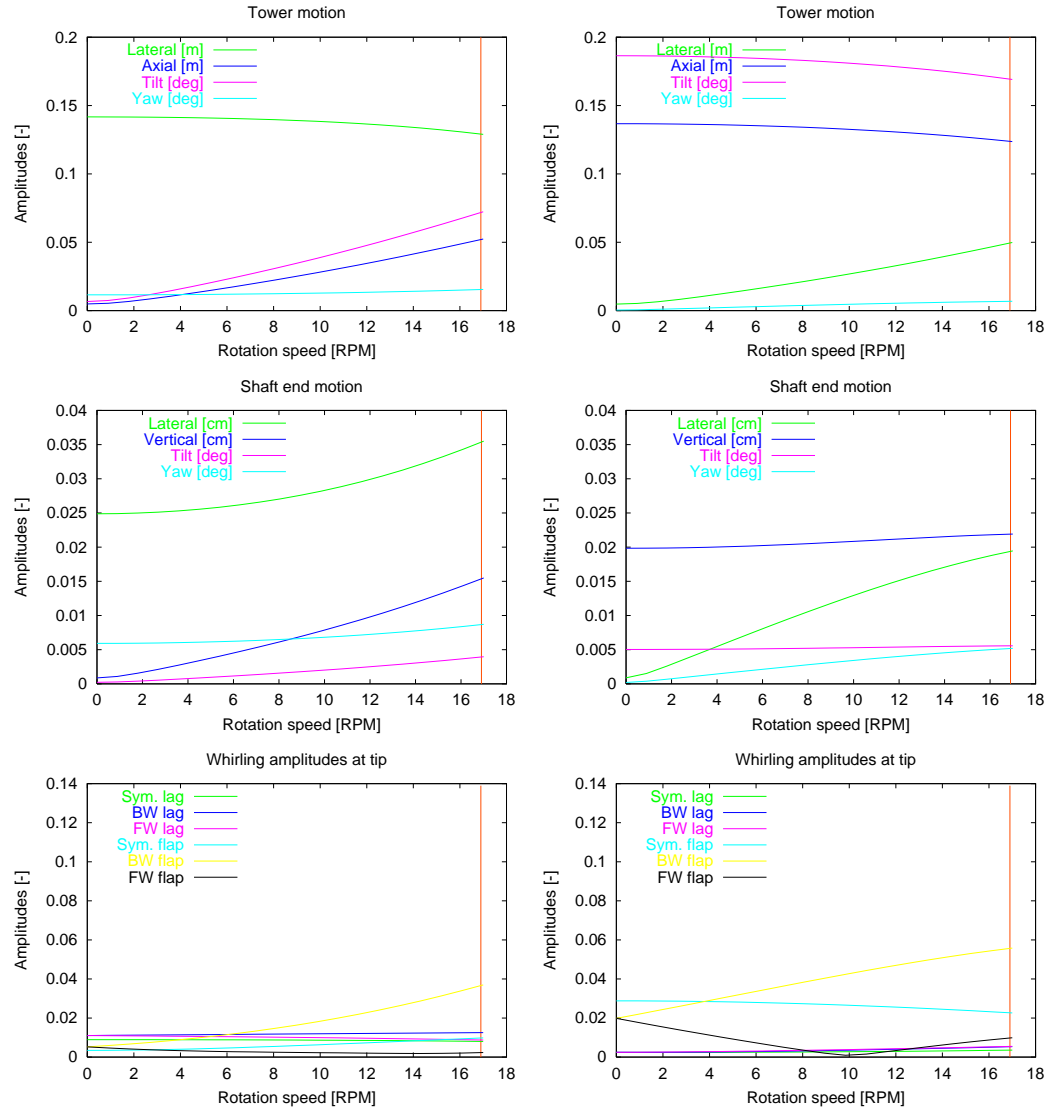 Tower motion
Amplitudes [-]
0.2
0.15
0.1
0.05
0
Lateral [m]
Axial [m]
Tilt [deg]
Yaw [deg]
0 2 4 6 8 10 12 14 16 18
Rotation speed [RPM]
Tower motion
Amplitudes [-]
0.2
0.15
0.1
0.05
0
Lateral [m]
Axial [m]
Tilt [deg]
Yaw [deg]
0 2 4 6 8 10 12 14 16 18
Rotation speed [RPM]
Shaft end motion
Amplitudes [-]
0.04
0.035
0.03
0.025
0.02
0.015
0.01
0.005
0
Lateral [cm]
Vertical [cm]
Tilt [deg]
Yaw [deg]
0 2 4 6 8 10 12 14 16 18
Rotation speed [RPM]
Shaft end motion
Amplitudes [-]
0.04
0.035
0.03
0.025
0.02
0.015
0.01
0.005
0
Lateral [cm]
Vertical [cm]
Tilt [deg]
Yaw [deg]
0 2 4 6 8 10 12 14 16 18
Rotation speed [RPM]
Whirling amplitudes at tip
Amplitudes [-]
0.14
0.12
0.1
0.08
0.06
0.04
0.02
0
Sym. lag
BW lag
FW lag
Sym. flap
BW flap
FW flap
0 2 4 6 8 10 12 14 16 18
Rotation speed [RPM]
Whirling amplitudes at tip
Amplitudes [-]
0.14
0.12
0.1
0.08
0.06
0.04
0.02
0
Sym. lag
BW lag
FW lag
Sym. flap
BW flap
FW flap
0 2 4 6 8 10 12 14 16 18
Rotation speed [RPM]